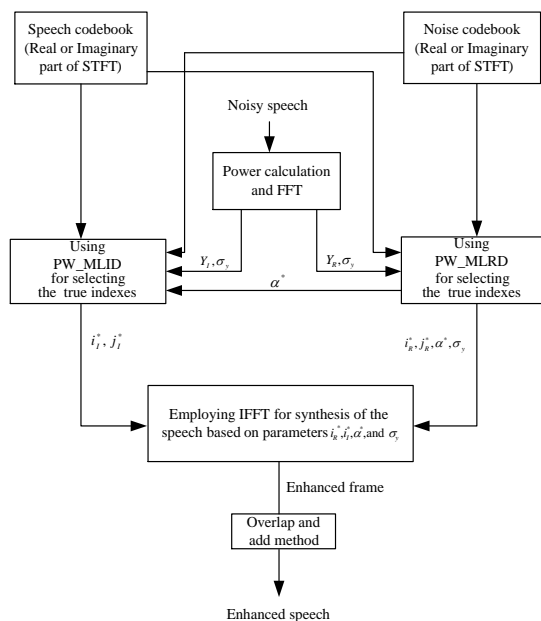 Speech codebook
(Real or Imaginary
part of STFT)
Noise codebook
(Real or Imaginary
part of STFT)
Noisy speech
Power calculation
and FFT
Using
PW_MLID
for selecting
the true indexes
Y_I, σ_y
Y_R, σ_y
α*
Using
PW_MLRD
for selecting
the true indexes
i_I*, j_I*
i_R*, j_R*, α*, σ_y
Employing IFFT for synthesis of the
speech based on parameters i_R*, i_I*, α*, and σ_y
Enhanced frame
Overlap and
add method
Enhanced speech